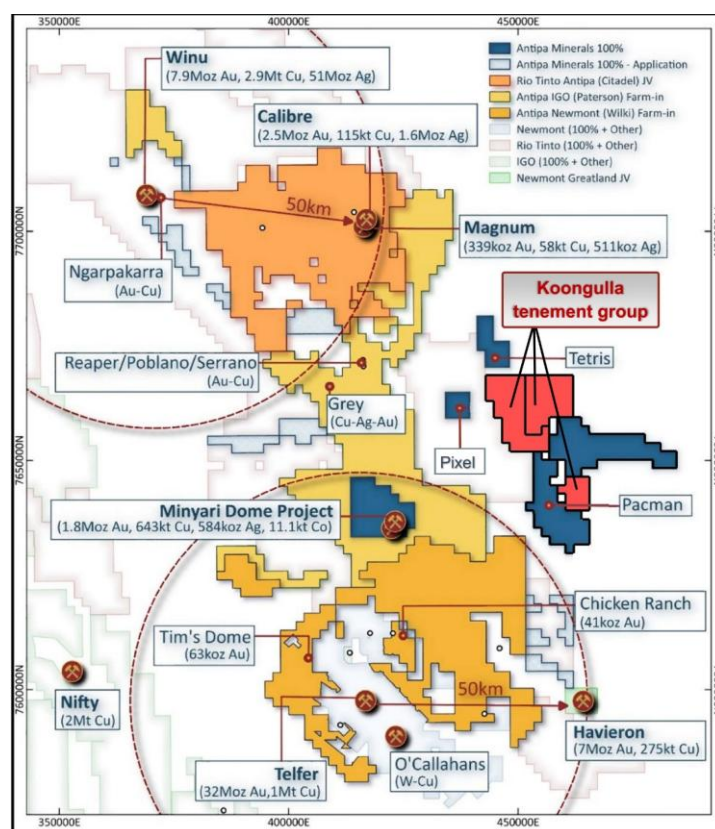 350000E
400000E
450000E
Winu
(7.9Moz Au, 2.9Mt Cu, 51Moz Ag)
Antipa Minerals 100%
Antipa Minerals 100% - Application
Rio Tinto Antipa (Citadel) JV
Antipa IGO (Paterson) Farm-in
Antipa Newmont (Wilki) Farm-in
Newmont (100% + Other)
Rio Tinto (100% + Other)
IGO (100% + Other)
Newmont Greatland JV
Calibre
(2.5Moz Au, 115kt Cu, 1.6Moz Ag)
50km
7700000N
Magnum
(339koz Au, 58kt Cu, 511koz Ag)
Ngarpakarra
(Au-Cu)
Koongulla
tenement group
Reaper/Poblano/Serrano
(Au-Cu)
Tetris
Grey
(Cu-Ag-Au)
Pixel
7650000N
Minyari Dome Project
(1.8Moz Au, 643kt Cu, 584koz Ag, 11.1kt Co)
Pacman
Chicken Ranch
(41koz Au)
Tim's Dome
(63koz Au)
Nifty
(2Mt Cu)
50km
7600000N
Havieron
(7Moz Au, 275kt Cu)
O'Callahans
(W-Cu)
Telfer
(32Moz Au,1Mt Cu)
350000E
400000E
450000E